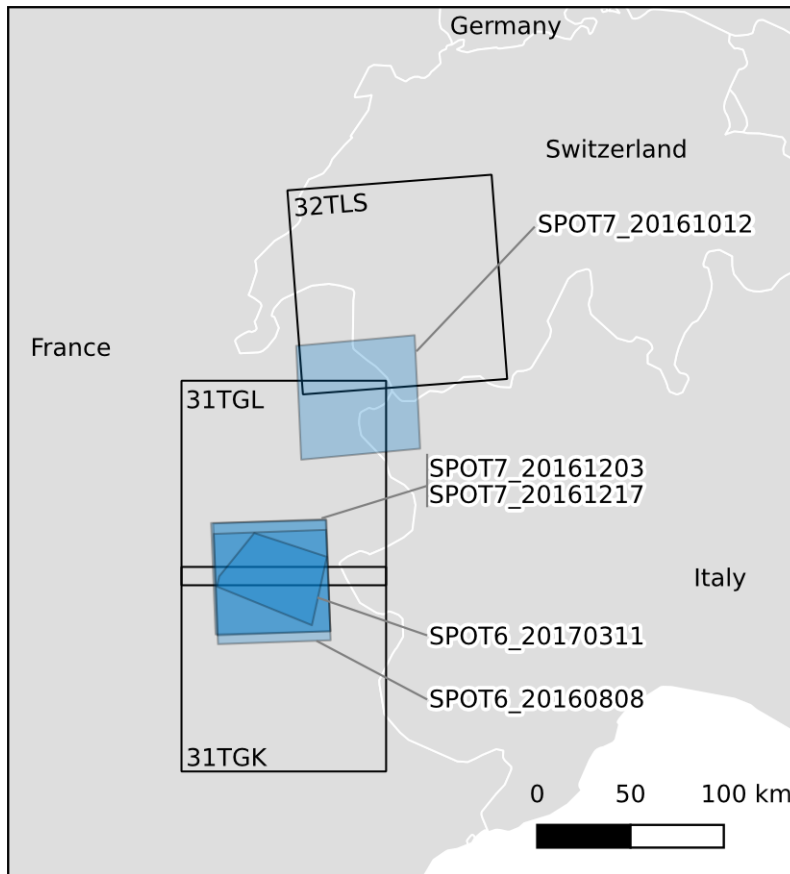 Germany
Switzerland
32TLS
SPOT7_20161012
France
31TGL
SPOT7_20161203
SPOT7_20161217
Italy
SPOT6_20170311
SPOT6_20160808
31TGK
0 50 100 km